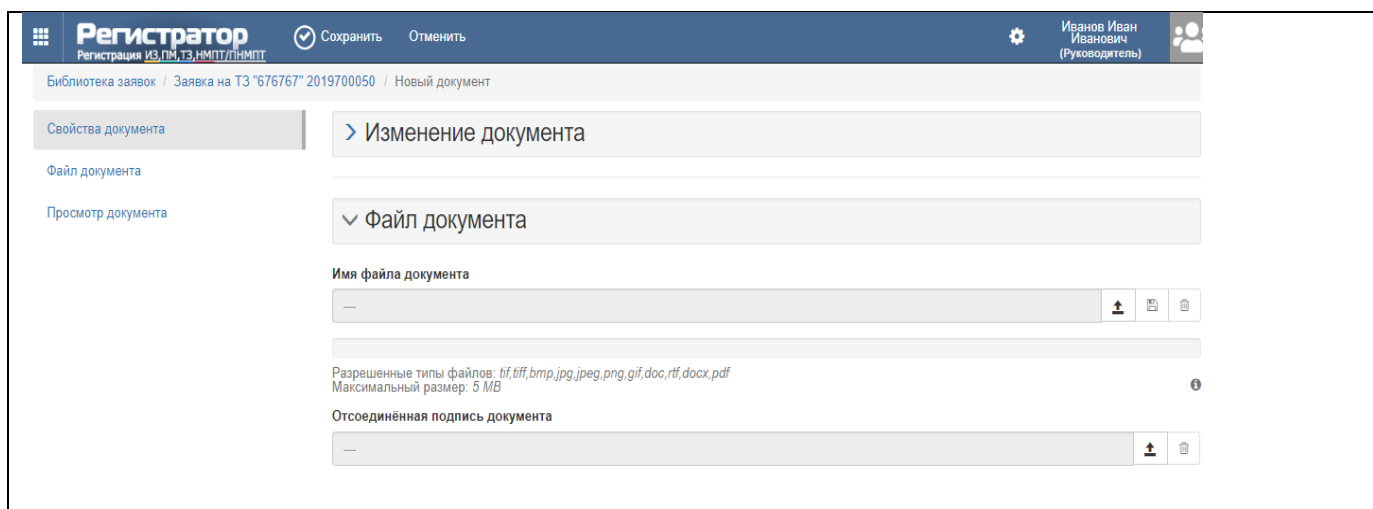 Регистратор
Регистрация ИЗ,ПМ,ТЗ,НМПТ/ПНМПТ
Сохранить Отменить
Иванов Иван
Иванович
(Руководитель)
Библиотека заявок / Заявка на ТЗ "676767" 2019700050 / Новый документ
Свойства документа
Файл документа
Просмотр документа
Изменение документа
Файл документа
Имя файла документа
—
Разрешенные типы файлов: tif,tiff,bmp,jpg,jpeg,png,gif,doc,rtf,docx,pdf
Максимальный размер: 5 MB
Отсоединённая подпись документа
—